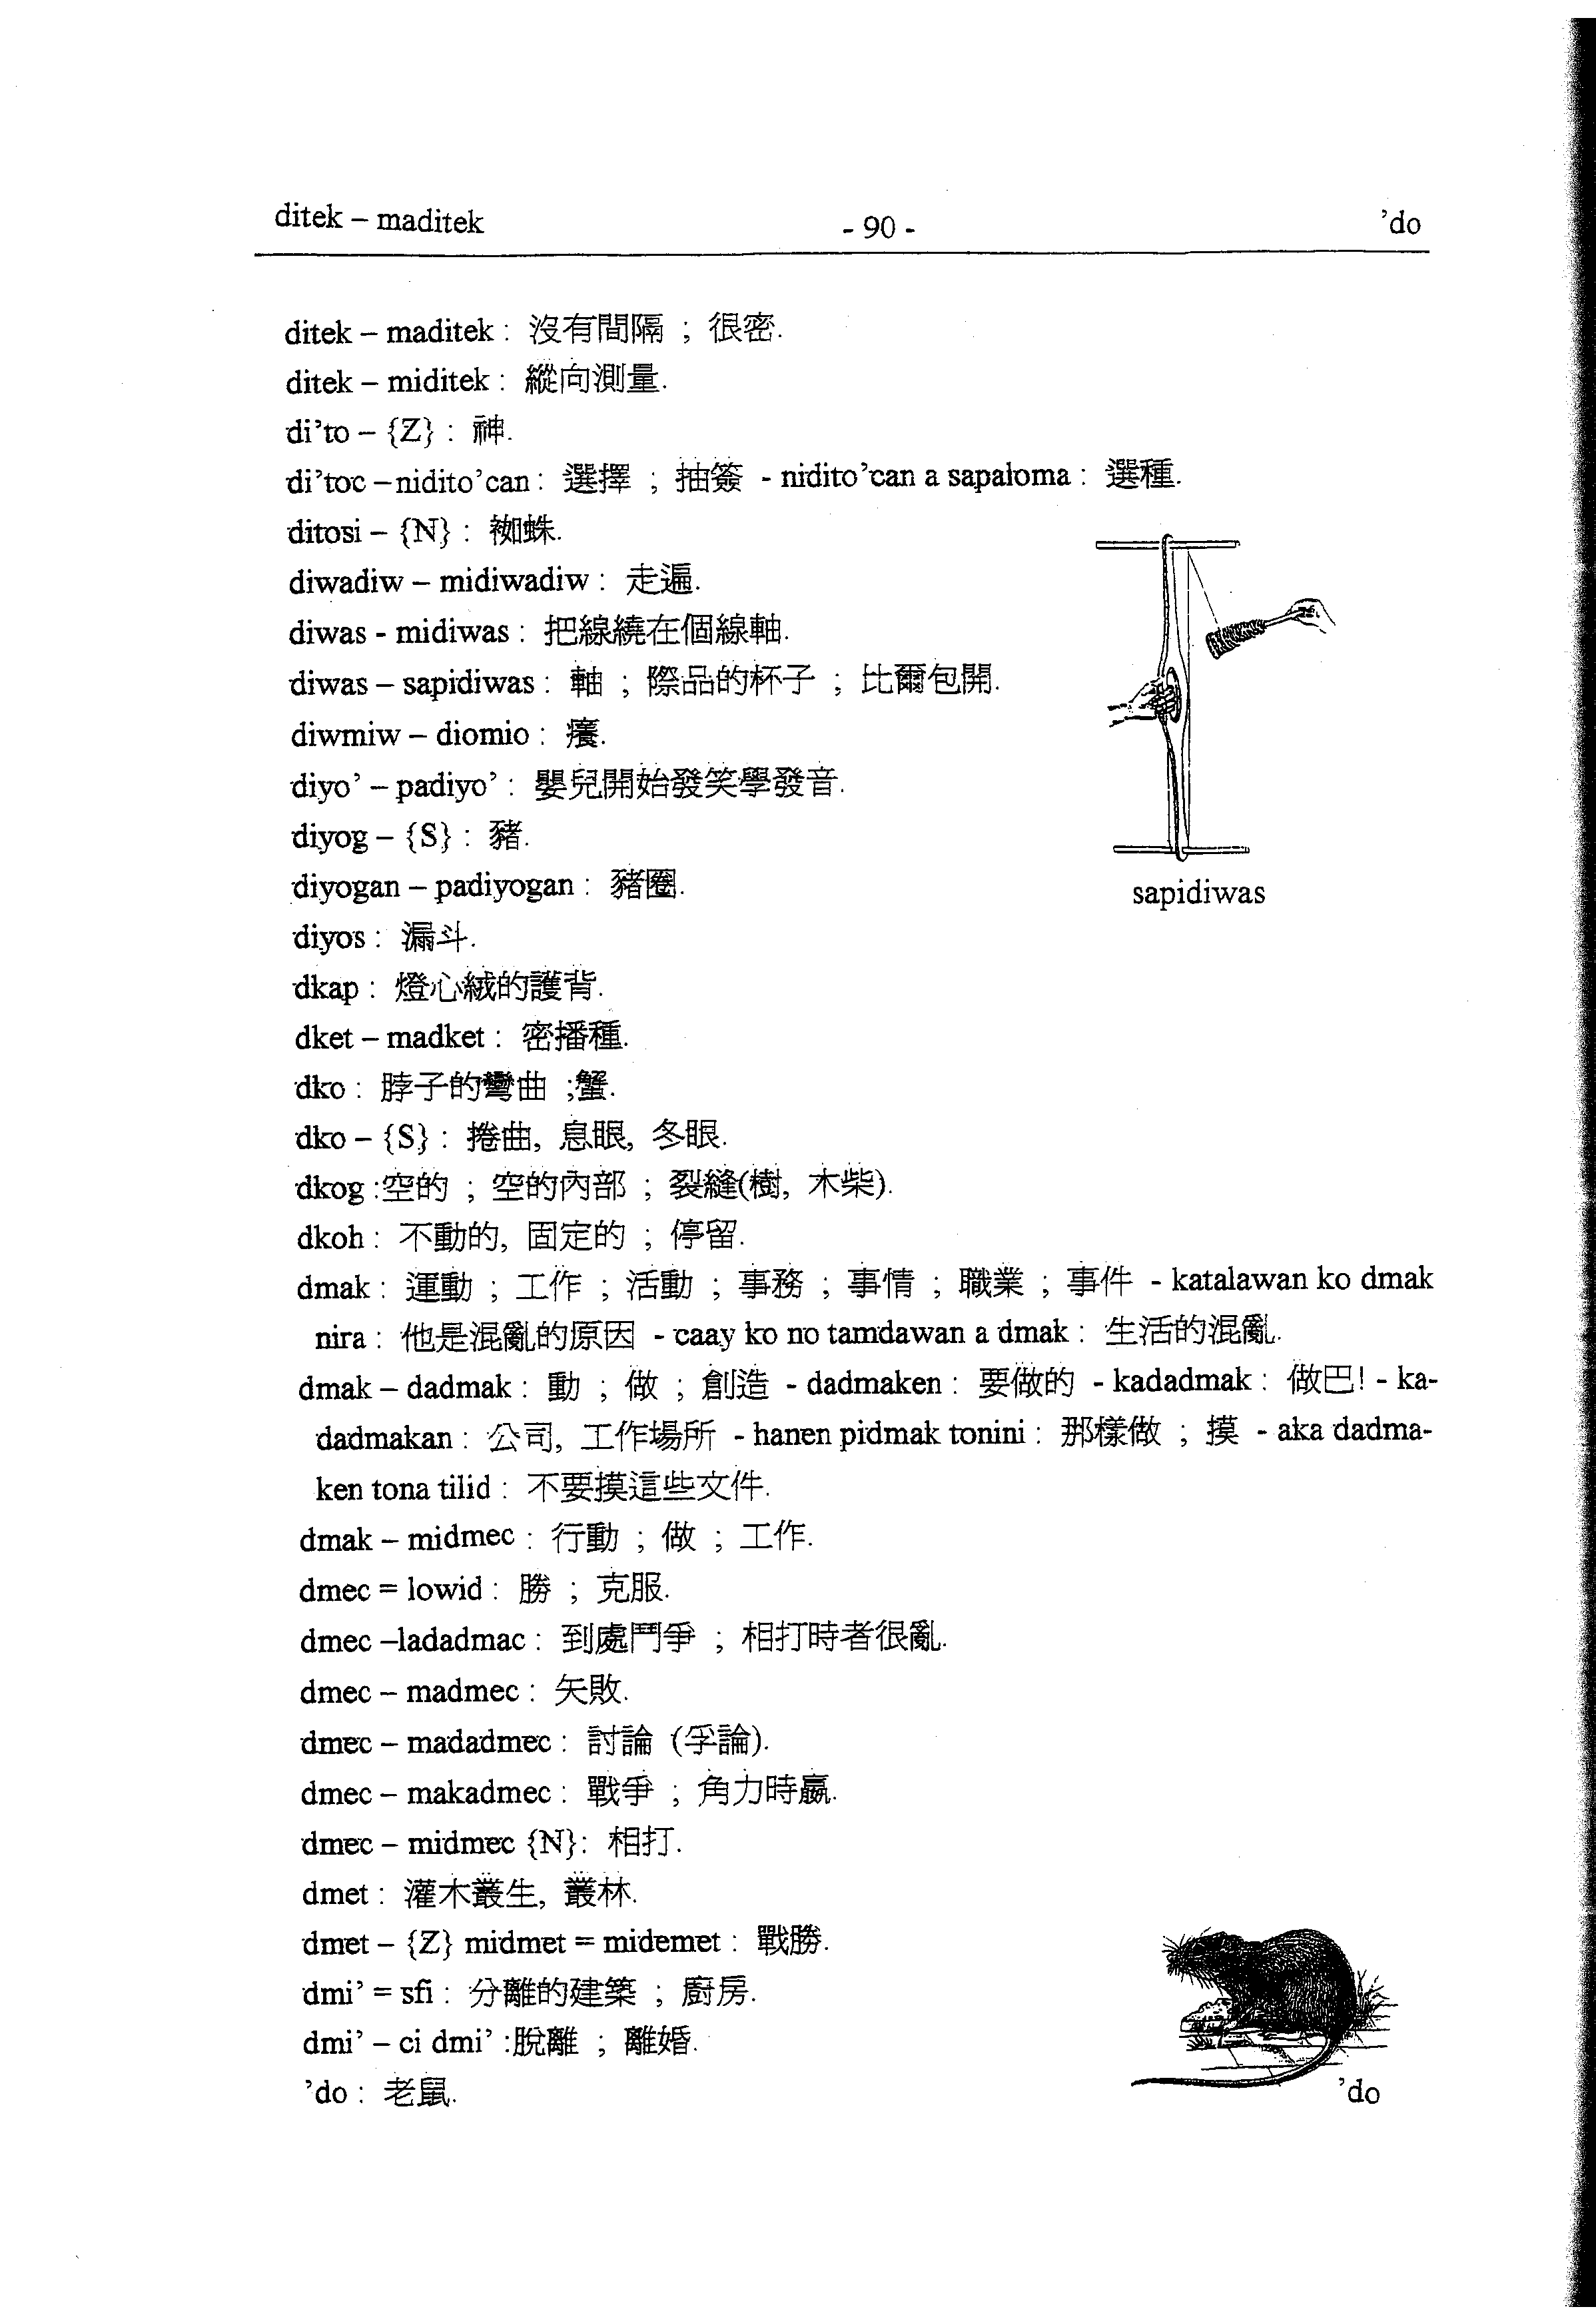 ditek – maditek - 90 - ’do
ditek – maditek : 沒有間隔 ; 很密.
ditek – miditek : 縱向測量.
di’to – {Z} : 神.
di’toc – nidito’can : 選擇 ; 抽簽 - nidito’can a sapaloma : 選種.
ditosi – {N} : 蜘蛛.
diwadiw – midiwadiw : 走遍.
diwas - midiwas : 把線繞在個線軸.
diwas – sapidiwas : 軸 ; 際品的杯子 ; 比爾包開.
diwmiw – diomio : 癢.
diyo’ – padiyo’ : 嬰兒開始發笑學發音.
diyog – {S} : 豬.
diyogan – padiyogan : 豬圈.
sapidiwas
diyos : 漏斗.
dkap : 燈心絨的護背.
dket – madket : 密播種.
dko : 脖子的彎曲 ;蟹.
dko – {S} : 捲曲, 息眼, 冬眼.
dkog :空的 ; 空的內部 ; 裂縫(樹, 木柴).
dkoh : 不動的, 固定的 ; 停留.
dmak : 運動 ; 工作 ; 活動 ; 事務 ; 事情 ; 職業 ; 事件 - katalawan ko dmak
nira : 他是混亂的原因 - caay ko no tamdawan a dmak : 生活的混亂.
dmak – dadmak : 動 ; 做 ; 創造 - dadmaken : 要做的 - kadadmak : 做巴! - ka-
dadmakan : 公司, 工作場所 - hanen pidmak tonini : 那樣做 ; 摸 - aka dadma-
ken tona tilid : 不要摸這些文件.
dmak – midmec : 行動 ; 做 ; 工作.
dmec = lowid : 勝 ; 克服.
dmec –ladadmac : 到處鬥爭 ; 相打時者很亂.
dmec – madmec : 矢敗.
dmec – madadmec : 討論 (孚論).
dmec – makadmec : 戰爭 ; 角力時嬴.
dmec – midmec {N}: 相打.
dmet : 灌木叢生, 叢林.
dmet – {Z} midmet = midemet : 戰勝.
dmi’ = sfi : 分離的建築 ; 廚房.
dmi’ – ci dmi’ :脫離 ; 離婚.
’do : 老鼠.
’do